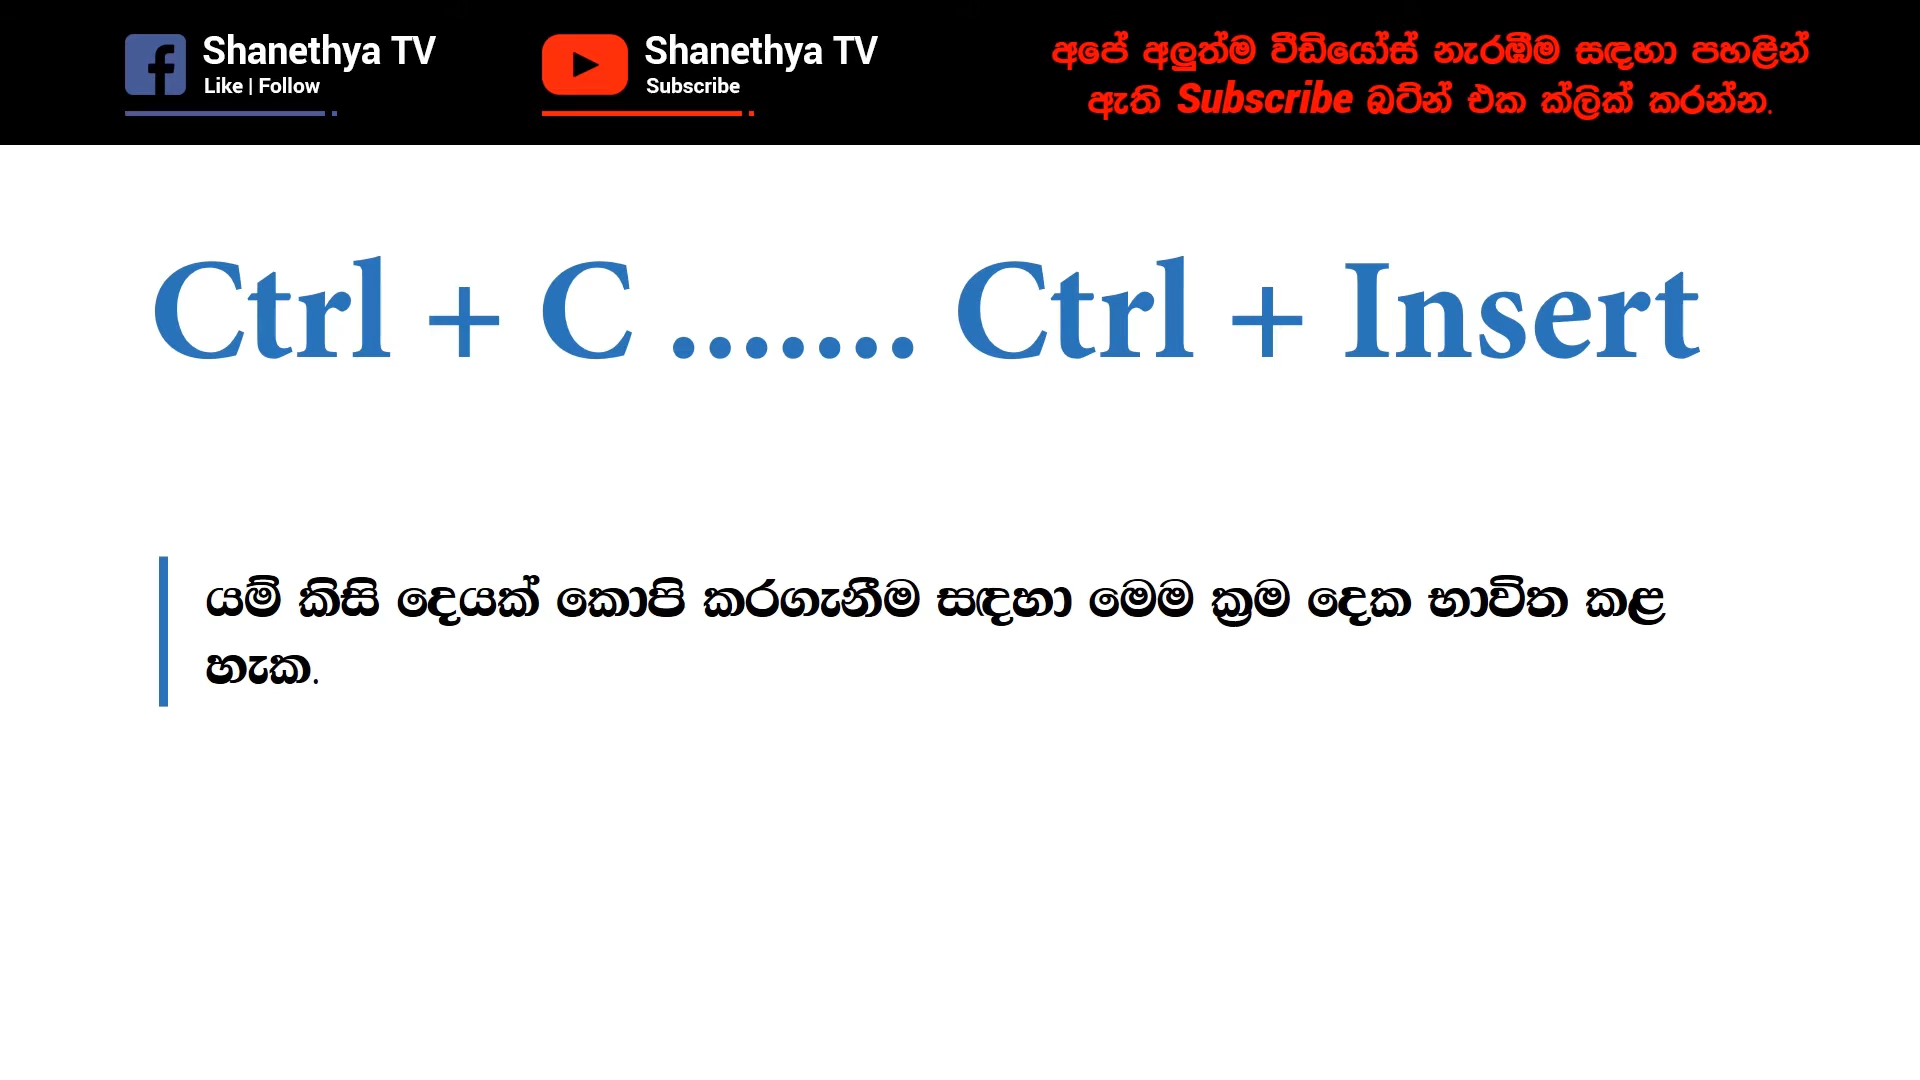 Shanethya TV
Like | Follow
Shanethya TV
Subscribe
අපේ අලුත්ම වීඩියෝස් නැරඹීම සඳහා පහළින්
ඇති Subscribe බටන් එක ක්ලික් කරන්න.
Ctrl + C ....... Ctrl + Insert
යම් කිසි දෙයක් කොපි කරගැනීම සඳහා මෙම ක්‍රම දෙක භාවිත කළ
හැක.